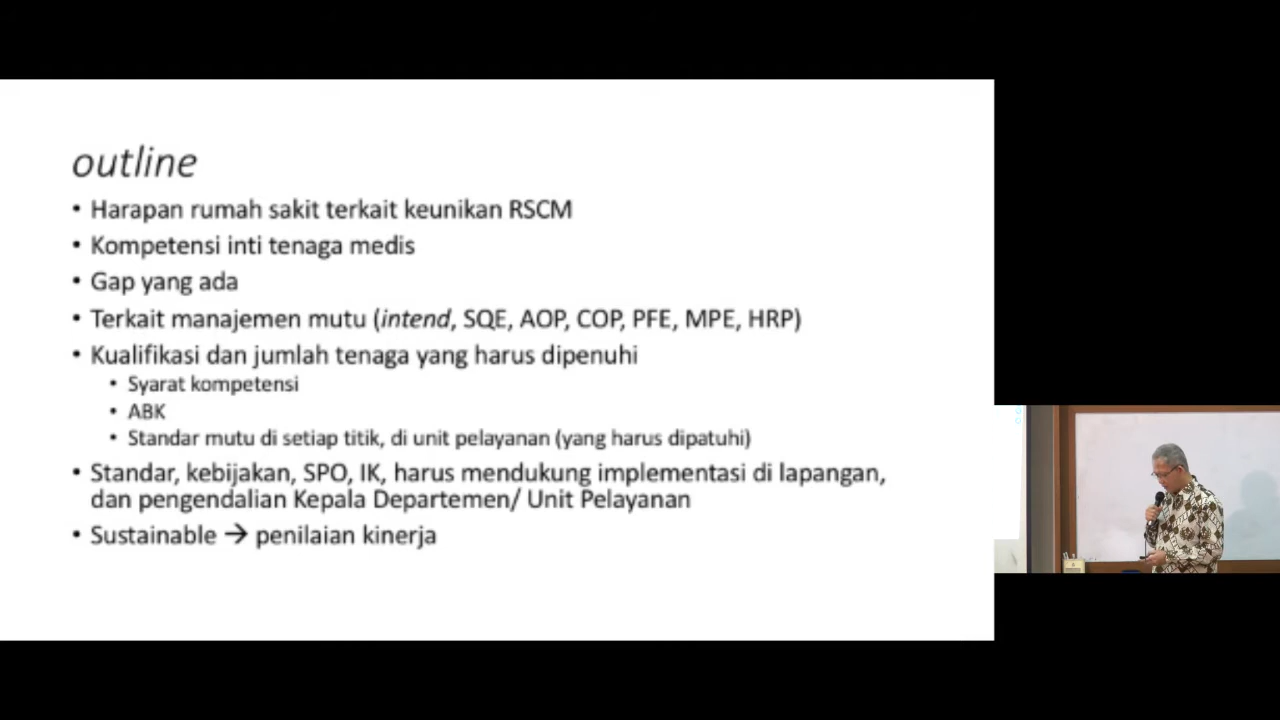 outline
• Harapan rumah sakit terkait keunikan RSCM
• Kompetensi inti tenaga medis
• Gap yang ada
• Terkait manajemen mutu (intend, SQE, AOP, COP, PFE, MPE, HRP)
• Kualifikasi dan jumlah tenaga yang harus dipenuhi
• Syarat kompetensi
• ABK
• Standar mutu di setiap titik, di unit pelayanan (yang harus dipatuhi)
• Standar, kebijakan, SPO, IK, harus mendukung implementasi di lapangan,
dan pengendalian Kepala Departemen/ Unit Pelayanan
• Sustainable → penilaian kinerja